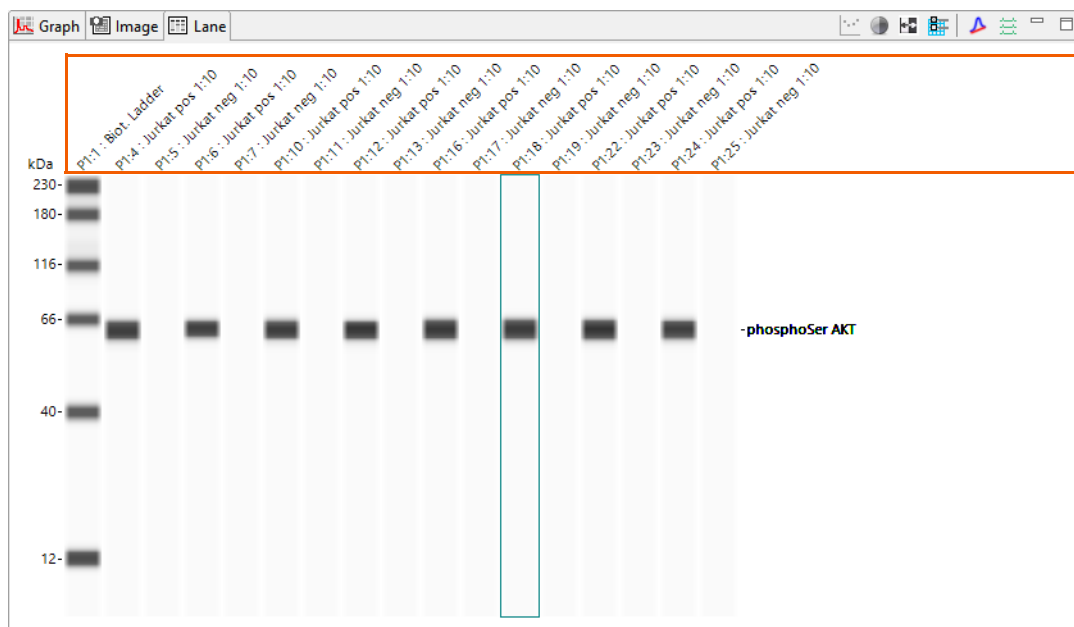 Graph Image Lane
P1:1 : Biot. Ladder
P1:4 : Jurkat pos 1:10
P1:5 : Jurkat neg 1:10
P1:6 : Jurkat pos 1:10
P1:7 : Jurkat neg 1:10
P1:10 : Jurkat pos 1:10
P1:11 : Jurkat neg 1:10
P1:12 : Jurkat pos 1:10
P1:13 : Jurkat neg 1:10
P1:16 : Jurkat pos 1:10
P1:17 : Jurkat neg 1:10
P1:18 : Jurkat pos 1:10
P1:19 : Jurkat neg 1:10
P1:22 : Jurkat pos 1:10
P1:23 : Jurkat neg 1:10
P1:24 : Jurkat pos 1:10
P1:25 : Jurkat neg 1:10
kDa
230-
180-
116-
66-
-phosphoSer AKT
40-
12-